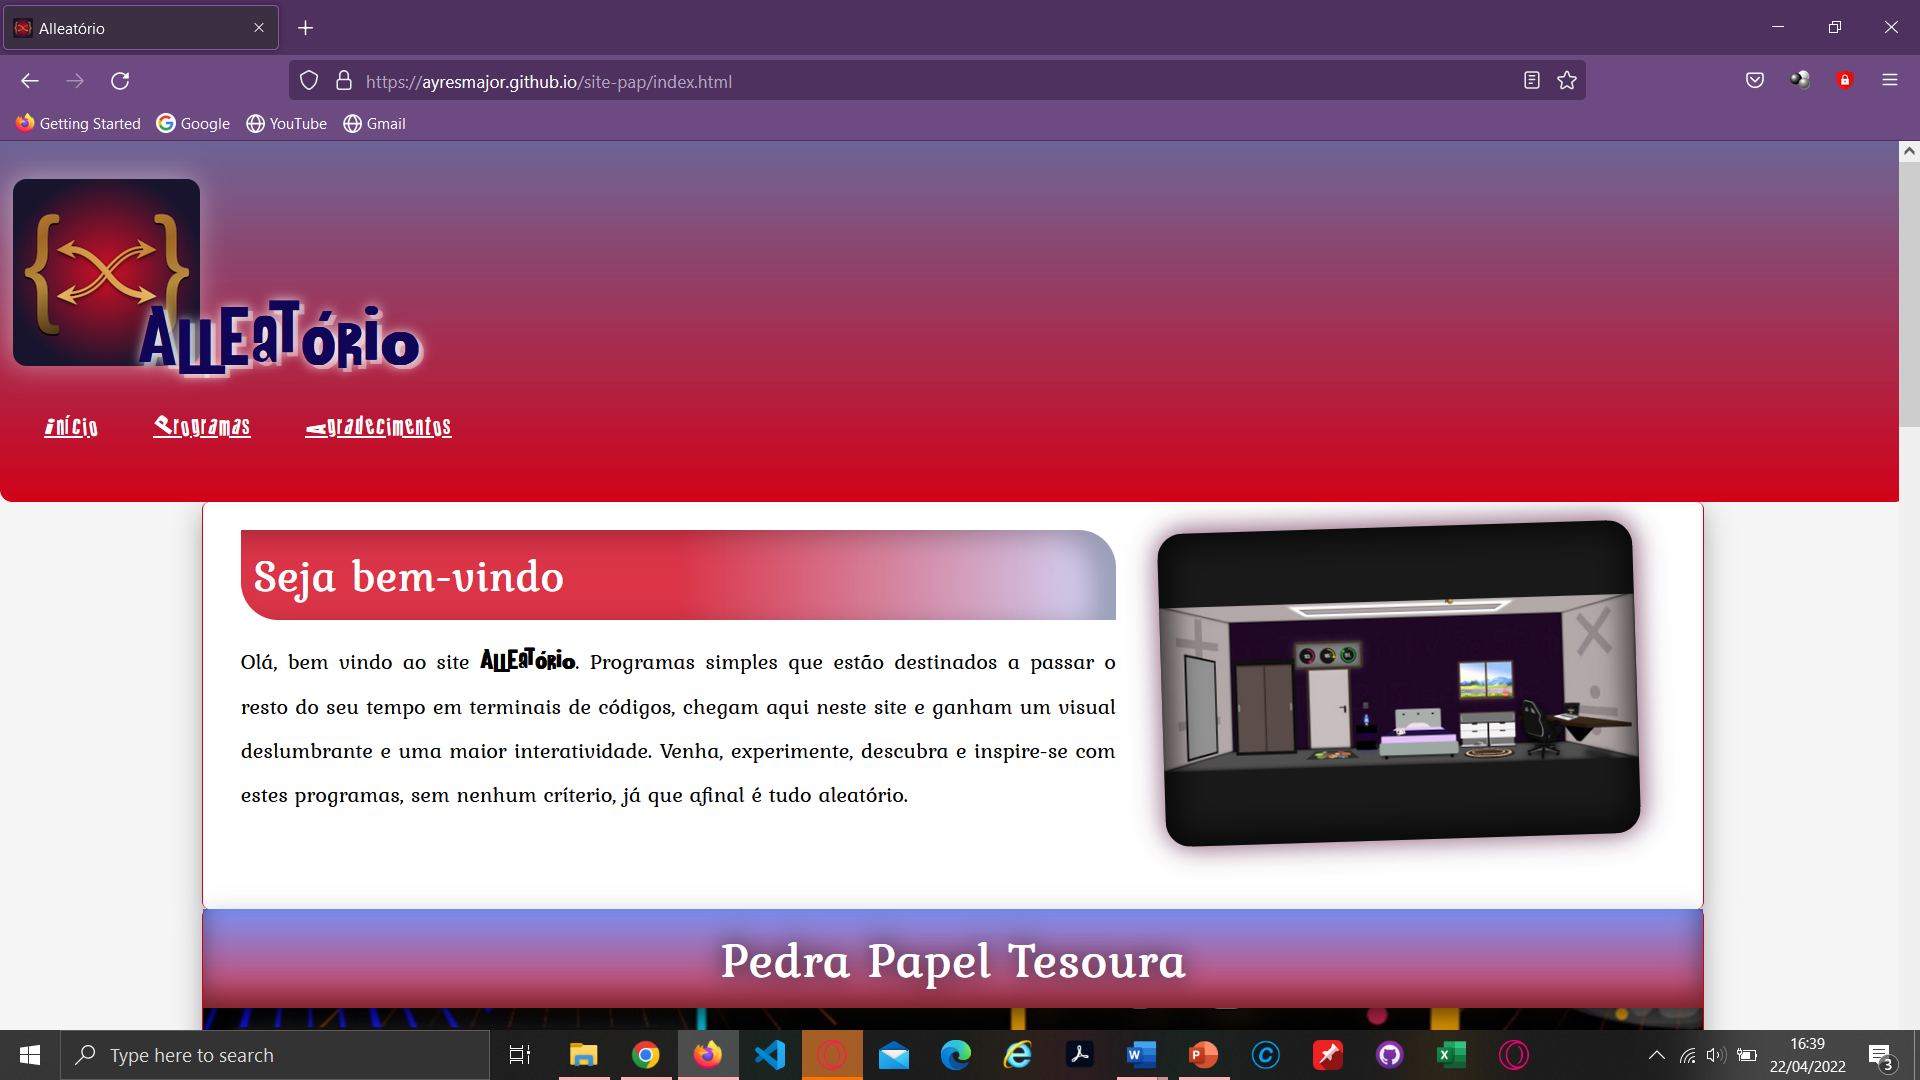 Alleatório
https://ayresmajor.github.io/site-pap/index.html
Getting Started Google YouTube Gmail
Alleatório
Início Programas Agradecimentos
Seja bem-vindo
Olá, bem vindo ao site Alleatório. Programas simples que estão destinados a passar o
resto do seu tempo em terminais de códigos, chegam aqui neste site e ganham um visual
deslumbrante e uma maior interatividade. Venha, experimente, descubra e inspire-se com
estes programas, sem nenhum críterio, já que afinal é tudo aleatório.
Pedra Papel Tesoura
Type here to search
16:39
22/04/2022
3